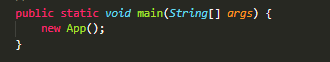 public static void main(String[] args) {
    new App();
}